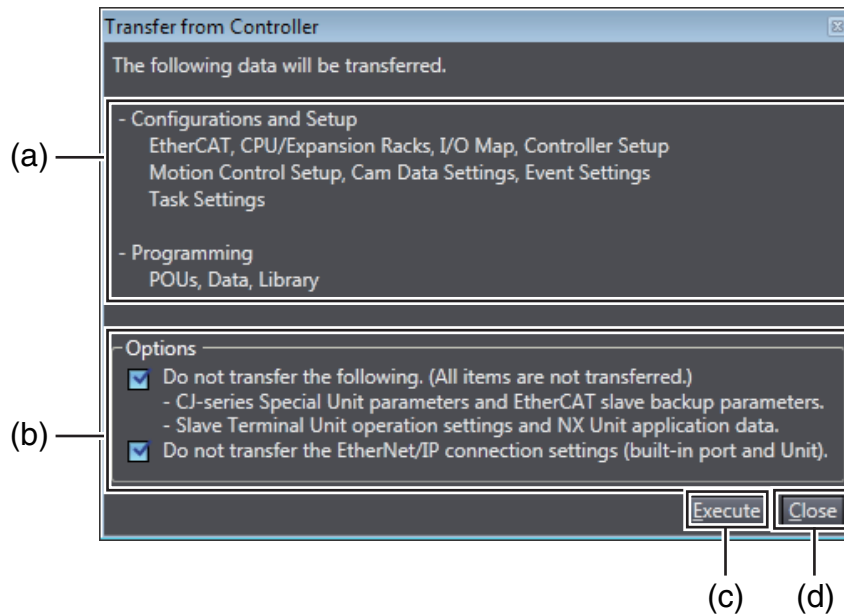 Transfer from Controller
The following data will be transferred.
- Configurations and Setup
EtherCAT, CPU/Expansion Racks, I/O Map, Controller Setup
Motion Control Setup, Cam Data Settings, Event Settings
Task Settings
(a)
- Programming
POUs, Data, Library
Options
Do not transfer the following. (All items are not transferred.)
- CJ-series Special Unit parameters and EtherCAT slave backup parameters.
- Slave Terminal Unit operation settings and NX Unit application data.
(b)
Do not transfer the EtherNet/IP connection settings (built-in port and Unit).
Execute Close
(c) (d)